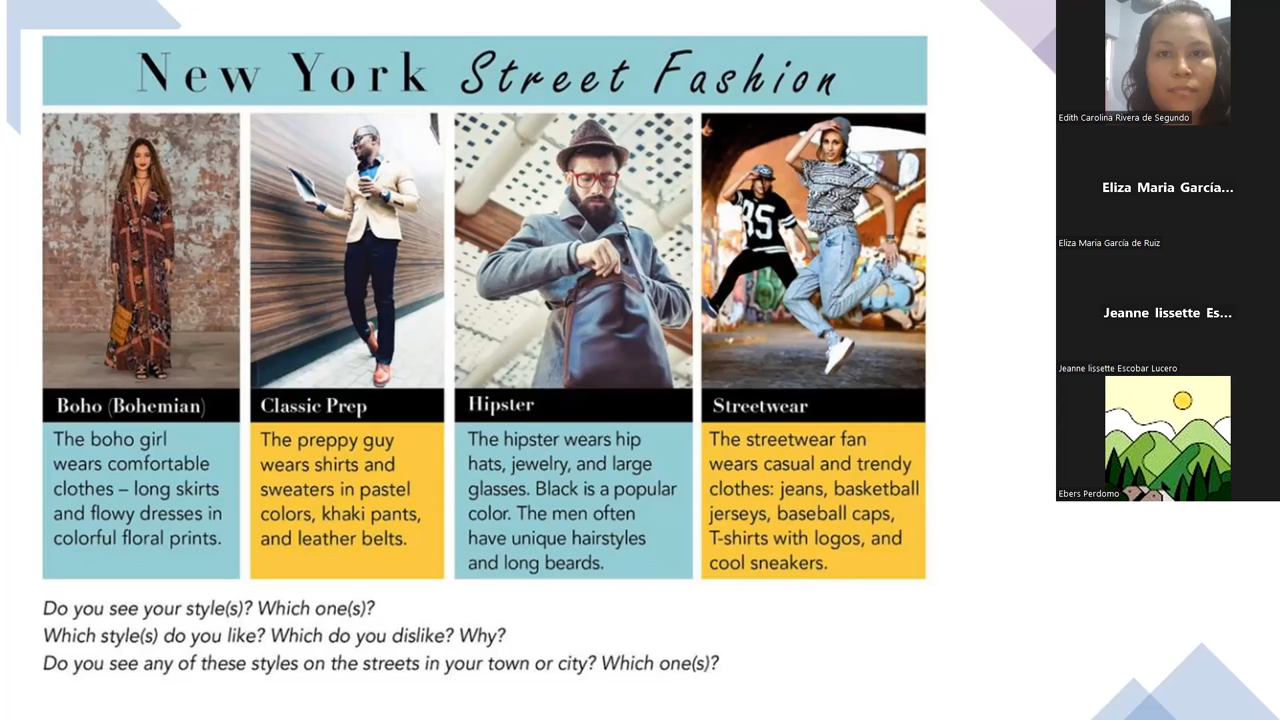 New York Street Fashion
Boho (Bohemian)
The boho girl
wears comfortable
clothes – long skirts
and flowy dresses in
colorful floral prints.
Classic Prep
The preppy guy
wears shirts and
sweaters in pastel
colors, khaki pants,
and leather belts.
Hipster
The hipster wears hip
hats, jewelry, and large
glasses. Black is a popular
color. The men often
have unique hairstyles
and long beards.
85
Streetwear
The streetwear fan
wears casual and trendy
clothes: jeans, basketball
jerseys, baseball caps,
T-shirts with logos, and
cool sneakers.
Do you see your style(s)? Which one(s)?
Which style(s) do you like? Which do you dislike? Why?
Do you see any of these styles on the streets in your town or city? Which one(s)?
Edith Carolina Rivera de Segundo
Eliza Maria García...
Eliza Maria García de Ruiz
Jeanne lissette Es...
Jeanne lissette Escobar Lucero
Ebers Perdomo